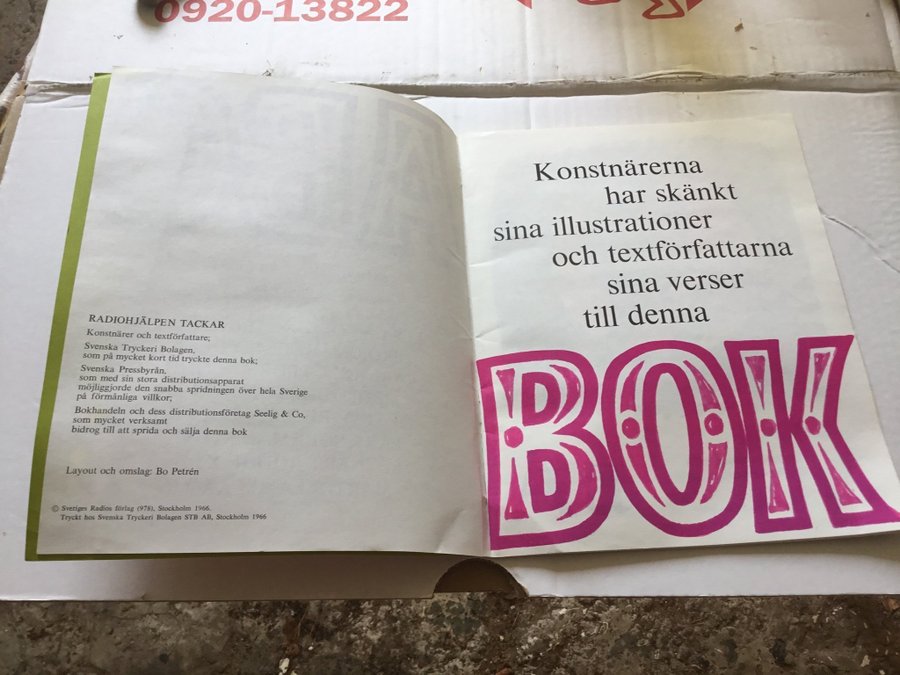 0920-13822
RADIOHJÄLPEN TACKAR
Konstnärer och textförfattare;
Svenska Tryckeri Bolagen,
som på mycket kort tid tryckte denna bok;
Svenska Pressbyrån,
som med sin stora distributionsapparat
möjliggjorde den snabba spridningen över hela Sverige
på förmånliga villkor;
Bokhandeln och dess distributionsföretag Seelig & Co,
som mycket verksamt
bidrog till att sprida och sälja denna bok
Layout och omslag: Bo Petrén
© Sveriges Radios förlag (978), Stockholm 1966.
Tryckt hos Svenska Tryckeri Bolagen STB AB, Stockholm 1966
Konstnärerna
har skänkt
sina illustrationer
och textförfattarna
sina verser
till denna
BOK